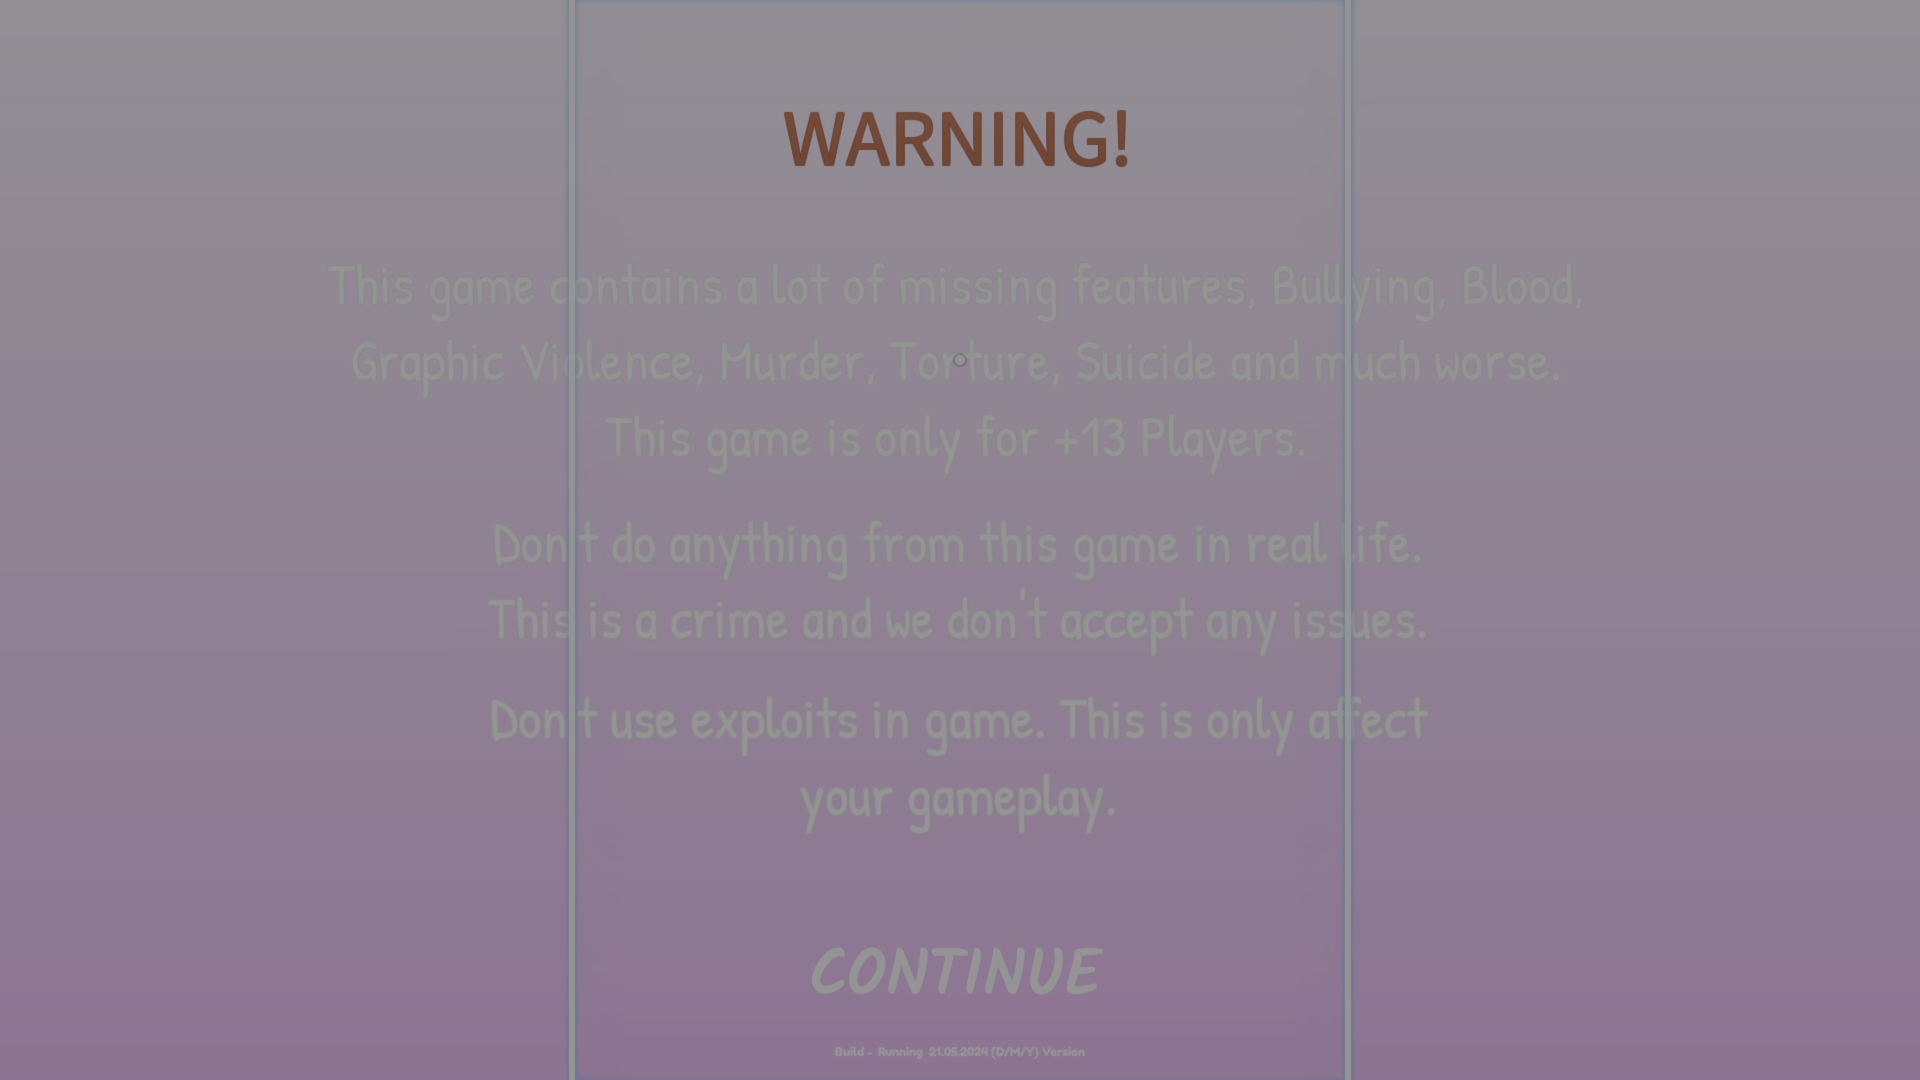 WARNING!
This game contains a lot of missing features, Bullying, Blood,
Graphic Violence, Murder, Torture, Suicide and much worse.
This game is only for +13 Players.
Don't do anything from this game in real life.
This is a crime and we don't accept any issues.
Don't use exploits in game. This is only affect
your gameplay.
CONTINUE
Build - Running 21.05.2024 (D/M/Y) Version